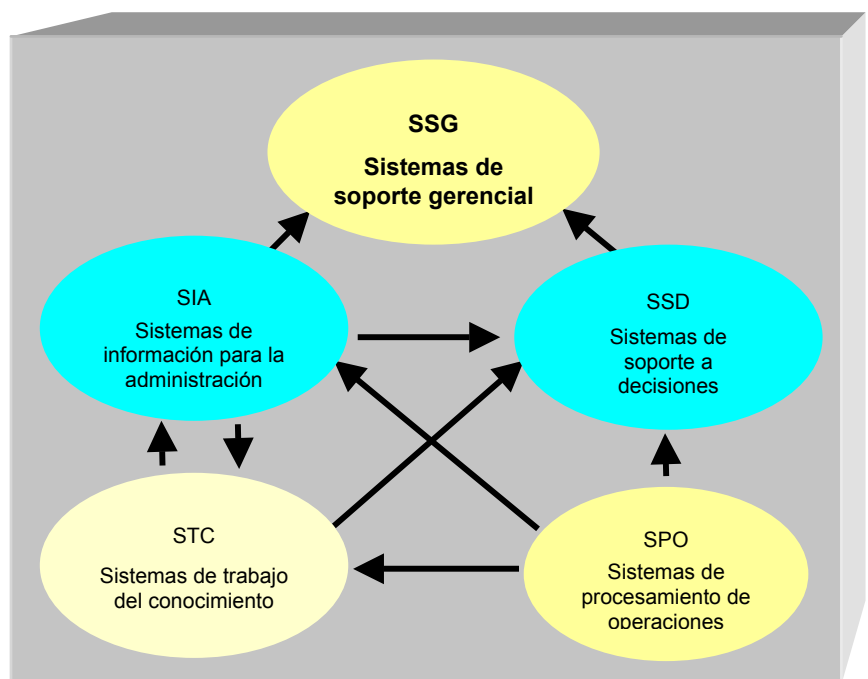 SSG
Sistemas de
soporte gerencial
SIA
Sistemas de
información para la
administración
SSD
Sistemas de
soporte a
decisiones
STC
Sistemas de trabajo
del conocimiento
SPO
Sistemas de
procesamiento de
operaciones